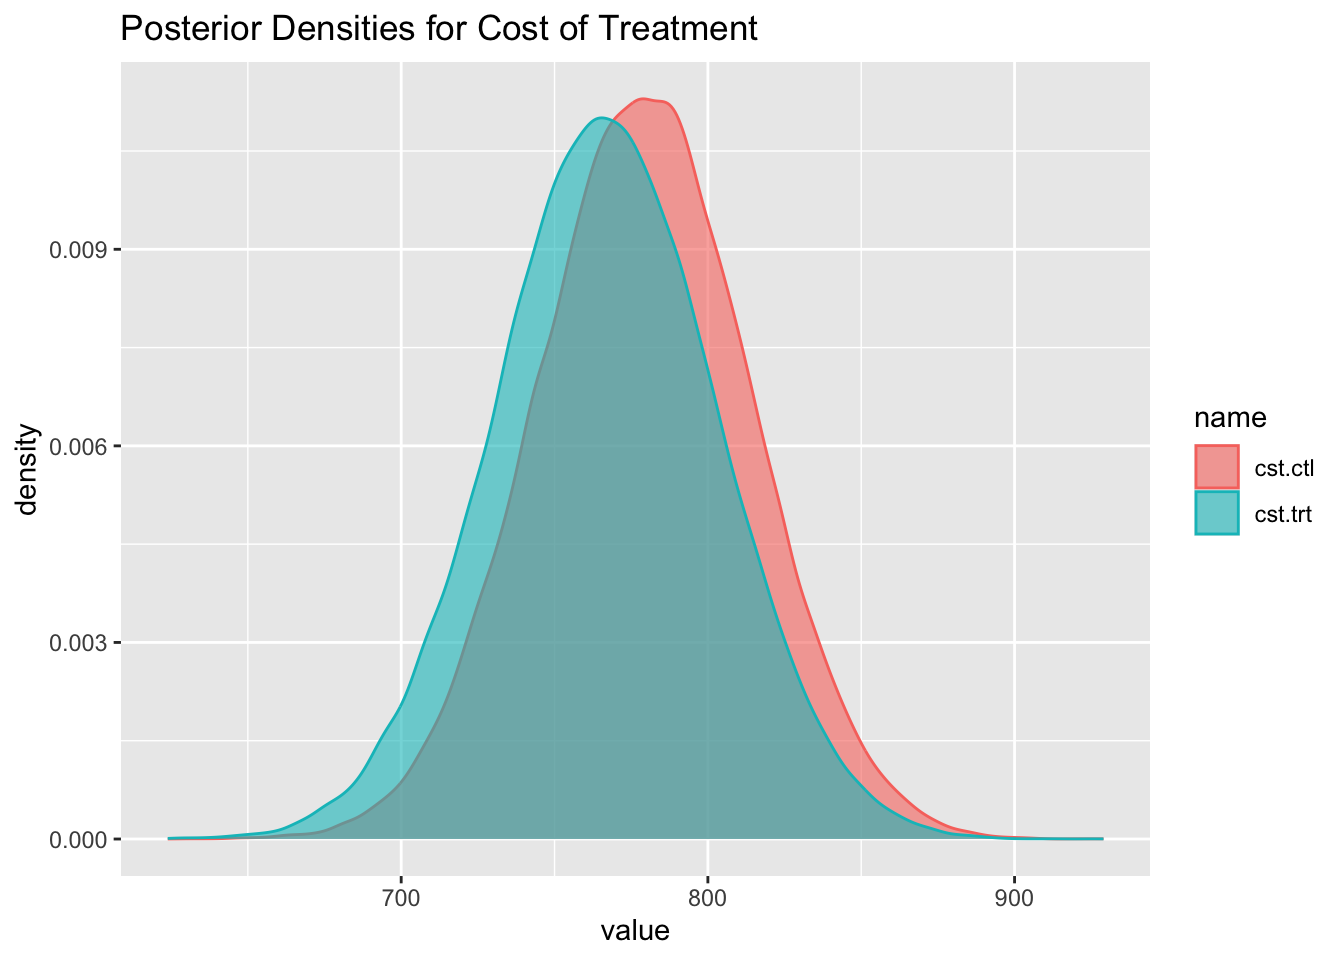 Posterior Densities for Cost of Treatment
density
0.009
0.006
0.003
0.000
700 800 900
value
name
cst.ctl
cst.trt